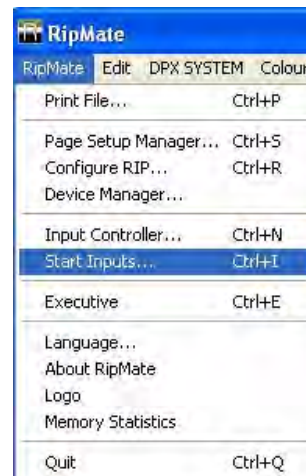 RipMate
RipMate Edit DPX SYSTEM Colour
Print File... Ctrl+P
Page Setup Manager... Ctrl+S
Configure RIP... Ctrl+R
Device Manager...
Input Controller... Ctrl+N
Start Inputs... Ctrl+I
Executive Ctrl+E
Language...
About RipMate
Logo
Memory Statistics
Quit Ctrl+Q